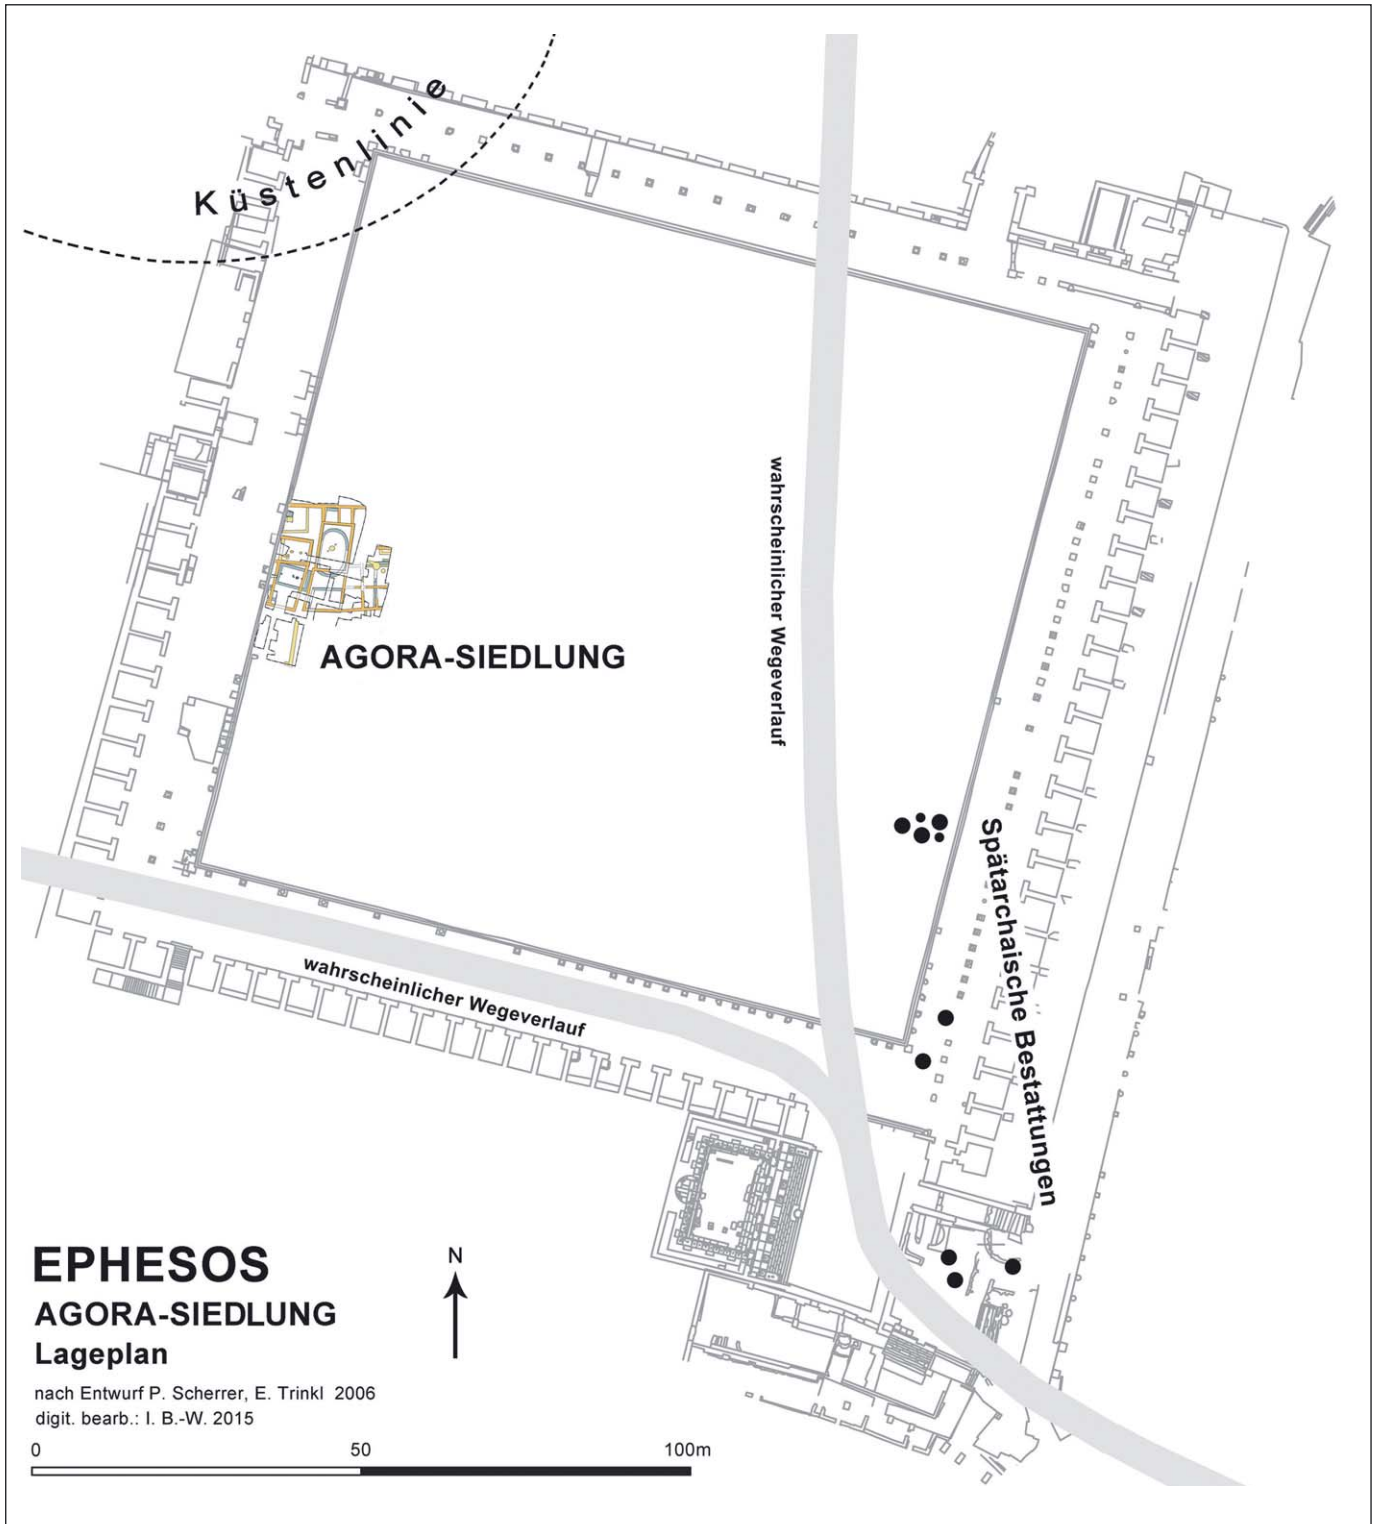 Küstenlinie
wahrscheinlicher Wegeverlauf
AGORA-SIEDLUNG
Spätarchaische Bestattungen
wahrscheinlicher Wegeverlauf
EPHESOS
AGORA-SIEDLUNG
Lageplan
nach Entwurf P. Scherrer, E. Trinkl 2006
digit. bearb.: I. B.-W. 2015
N
0 50 100m